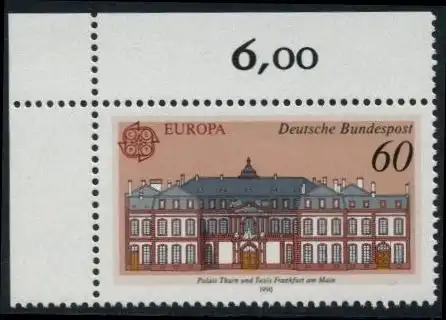 6,00
EUROPA Deutsche Bundespost
60
Palais Thurn und Taxis Frankfurt am Main
1990